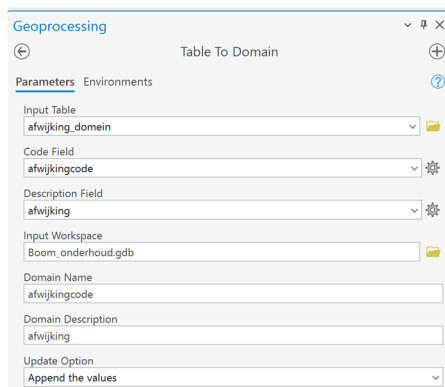 Geoprocessing
Table To Domain
Parameters Environments
Input Table
afwijking_domein
Code Field
afwijkingcode
Description Field
afwijking
Input Workspace
Boom_onderhoud.gdb
Domain Name
afwijkingcode
Domain Description
afwijking
Update Option
Append the values